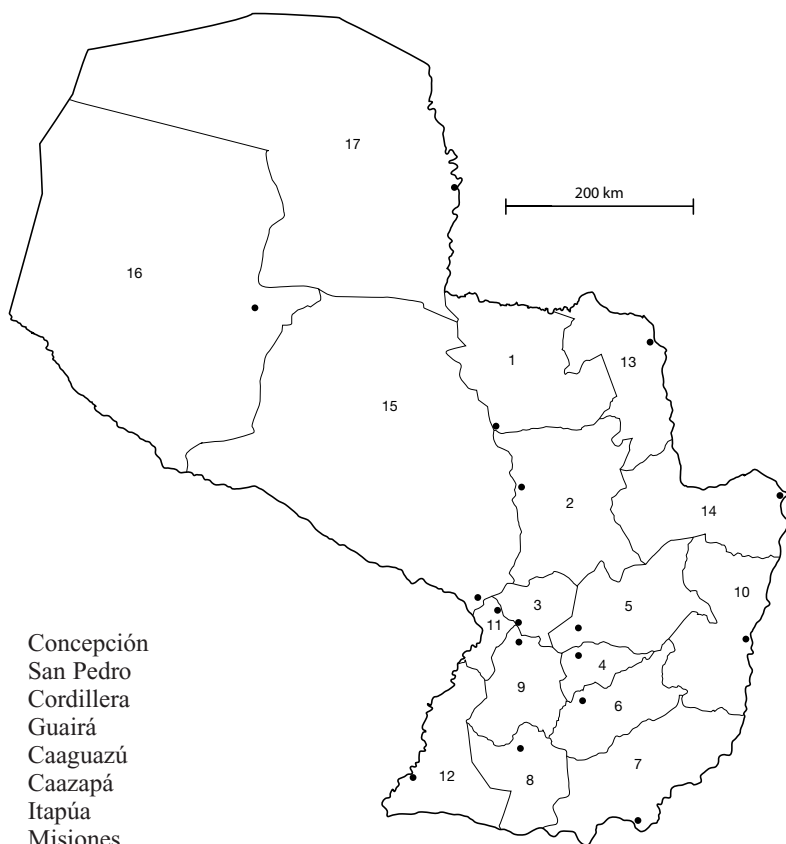 17
200 km
16
1
13
15
2
14
3
5
10
11
4
9
6
12
8
7
Concepción
San Pedro
Cordillera
Guairá
Caaguazú
Caazapá
Itapúa
Misiones